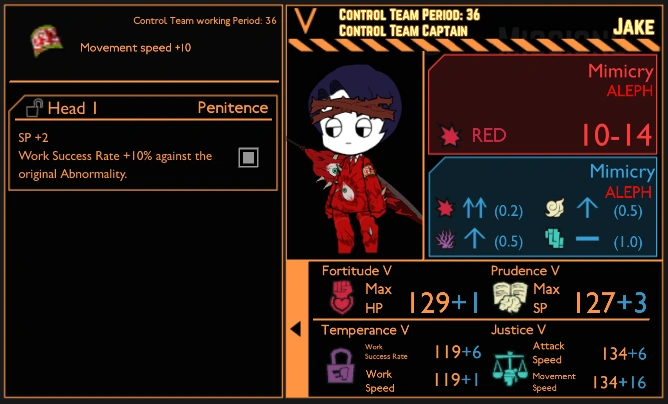 Control Team working Period: 36
Movement speed +10
Head 1
Penitence
SP +2
Work Success Rate +10% against the
original Abnormality.
V
Control Team Period: 36
Control Team Captain
Jake
Mimicry
ALEPH
RED
10-14
Mimicry
ALEPH
(0.2)
(0.5)
(0.5)
(1.0)
Fortitude V
Max
HP
129+1
Prudence V
Max
SP
127+3
Temperance V
Work
Success Rate
119+6
Work
Speed
119+1
Justice V
Attack
Speed
134+6
Movement
Speed
134+16